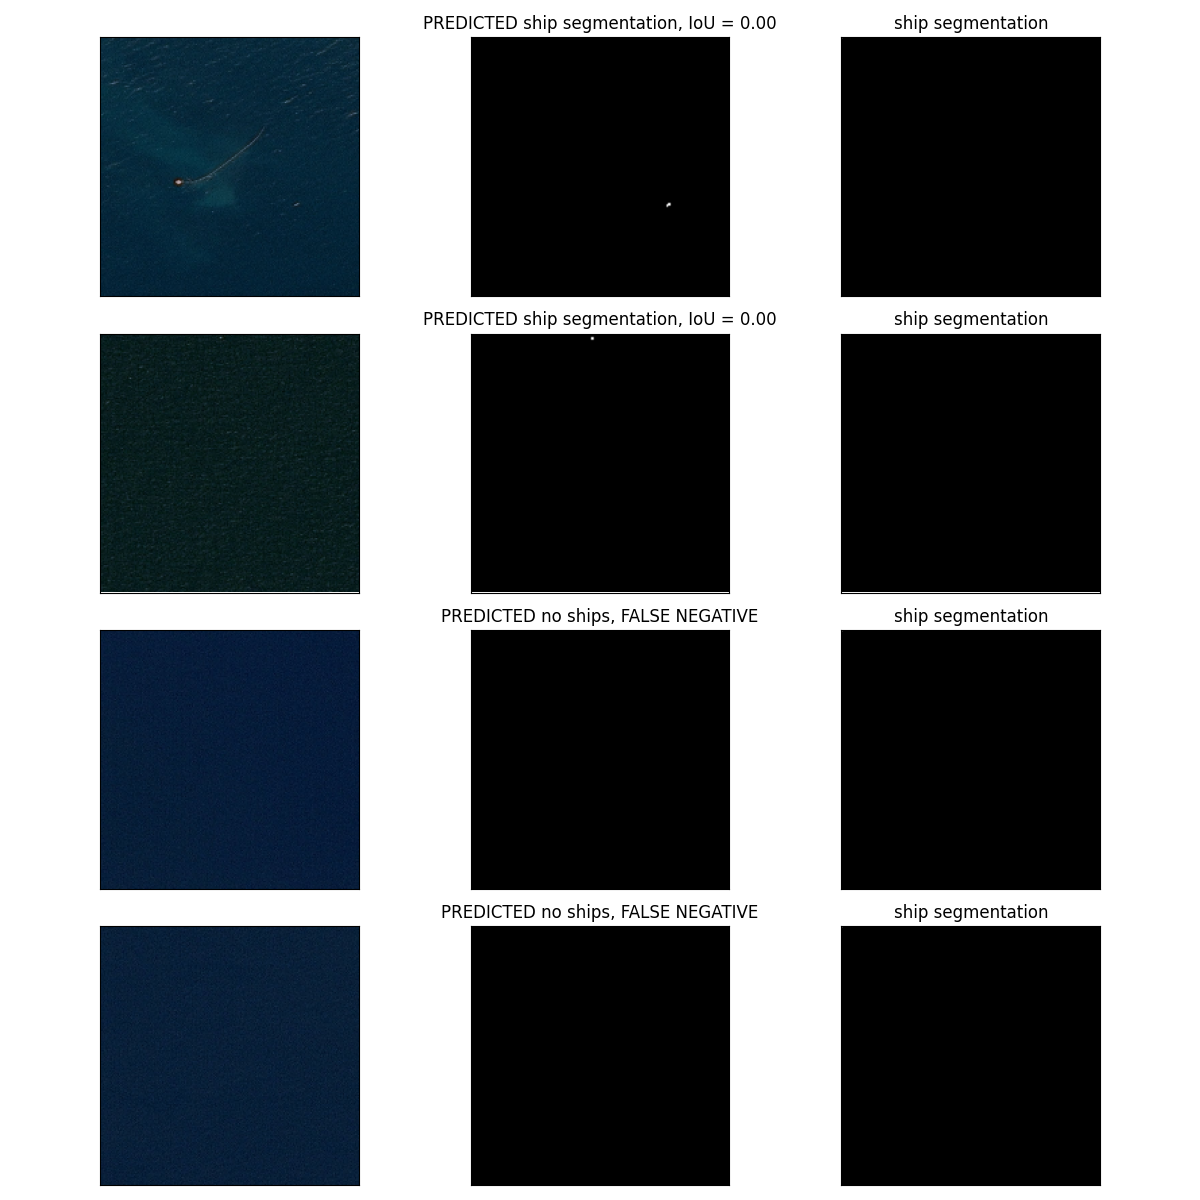 PREDICTED ship segmentation, IoU = 0.00
ship segmentation
PREDICTED ship segmentation, IoU = 0.00
ship segmentation
PREDICTED no ships, FALSE NEGATIVE
ship segmentation
PREDICTED no ships, FALSE NEGATIVE
ship segmentation